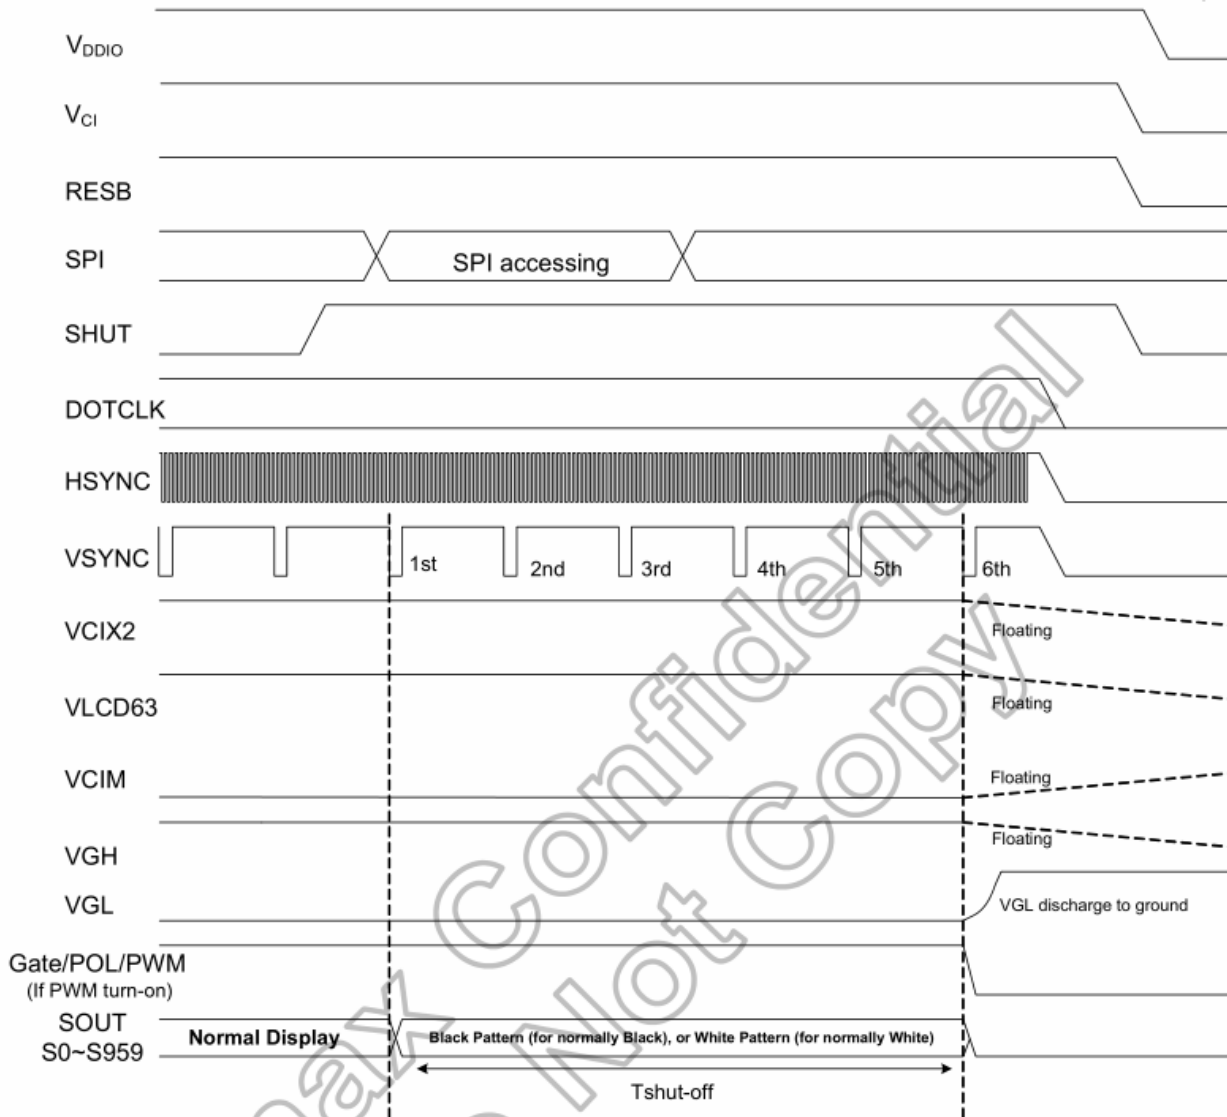 VDDIO
VCI
RESB
SPI
SPI accessing
SHUT
DOTCLK
HSYNC
VSYNC
1st 2nd 3rd 4th 5th 6th
VCIX2
Floating
VLCD63
Floating
VCIM
Floating
VGH
Floating
VGL
VGL discharge to ground
Gate/POL/PWM
(If PWM turn-on)
SOUT
S0~S959
Normal Display
Black Pattern (for normally Black), or White Pattern (for normally White)
Tshut-off
Confidential
Not Copy